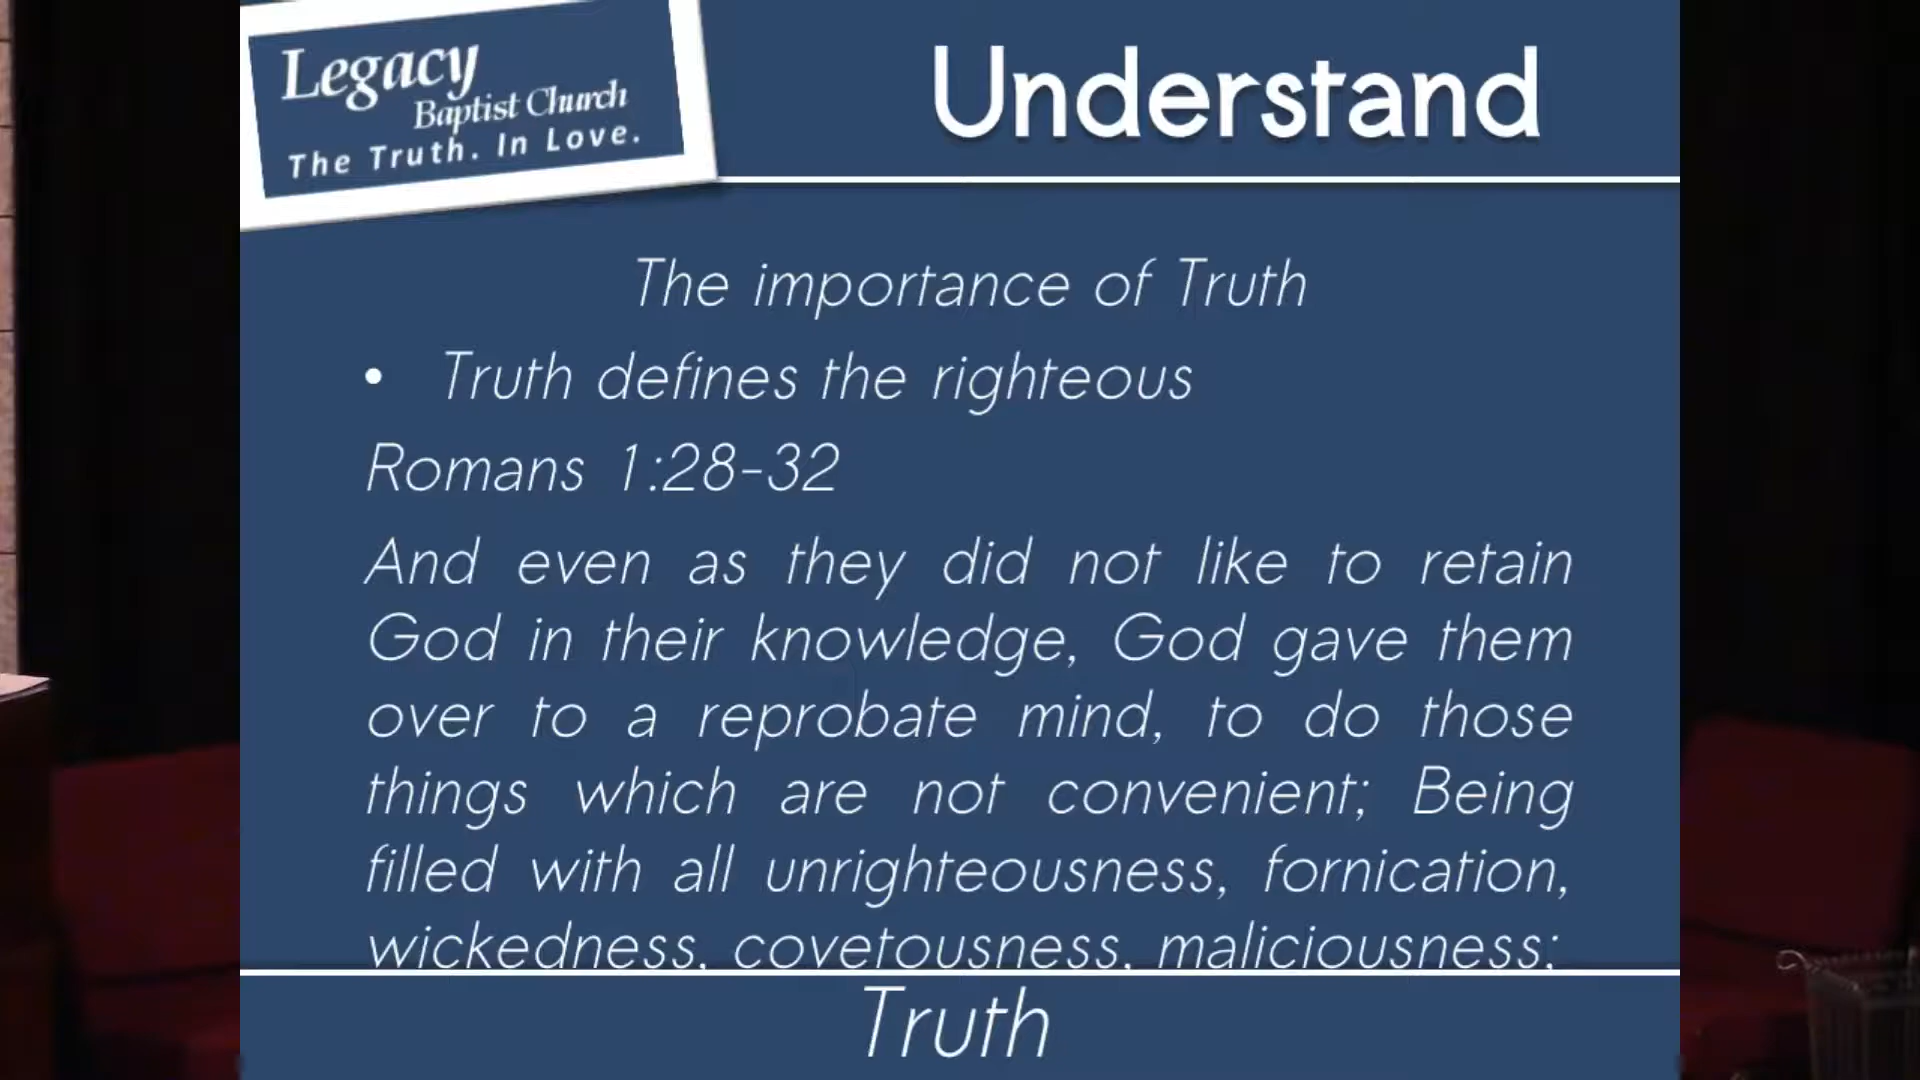 Legacy
Baptist Church
The Truth. In Love.
Understand
The importance of Truth
• Truth defines the righteous
Romans 1:28-32
And even as they did not like to retain
God in their knowledge, God gave them
over to a reprobate mind, to do those
things which are not convenient; Being
filled with all unrighteousness, fornication,
wickedness, covetousness, maliciousness;
Truth